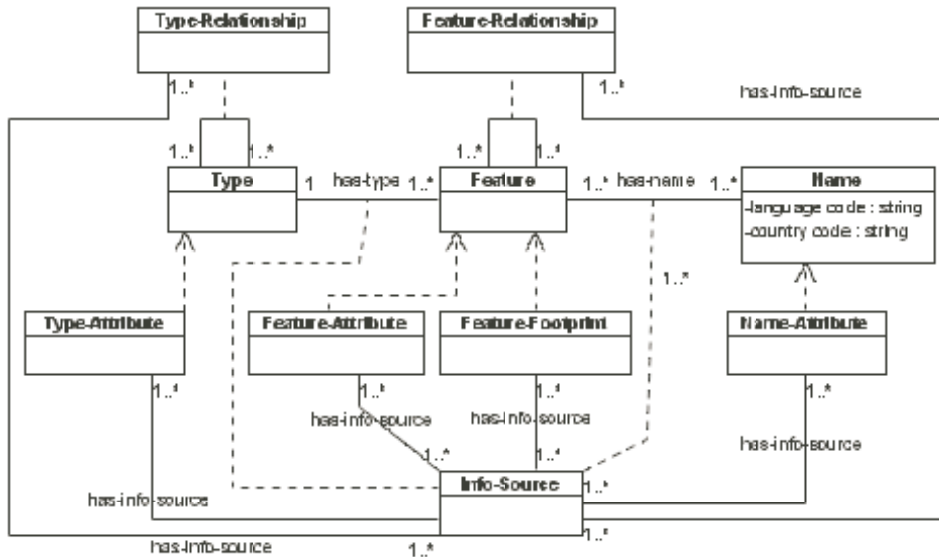 Type-Relationship
Feature-Relationship
1..*
1..*
has-info-source
1..*
1..*
1..*
1..*
Type
1
has-type
1..*
Feature
1..*
has-name
1..*
Name
-language code : string
-country code : string
1..*
Type-Attribute
Feature-Attribute
Feature-Footprint
Name-Attribute
1..*
1..*
1..*
1..*
has-info-source
has-info-source
has-info-source
1..*
1..*
Info-Source
1..*
has-info-source
1..*
has-info-source
1..*